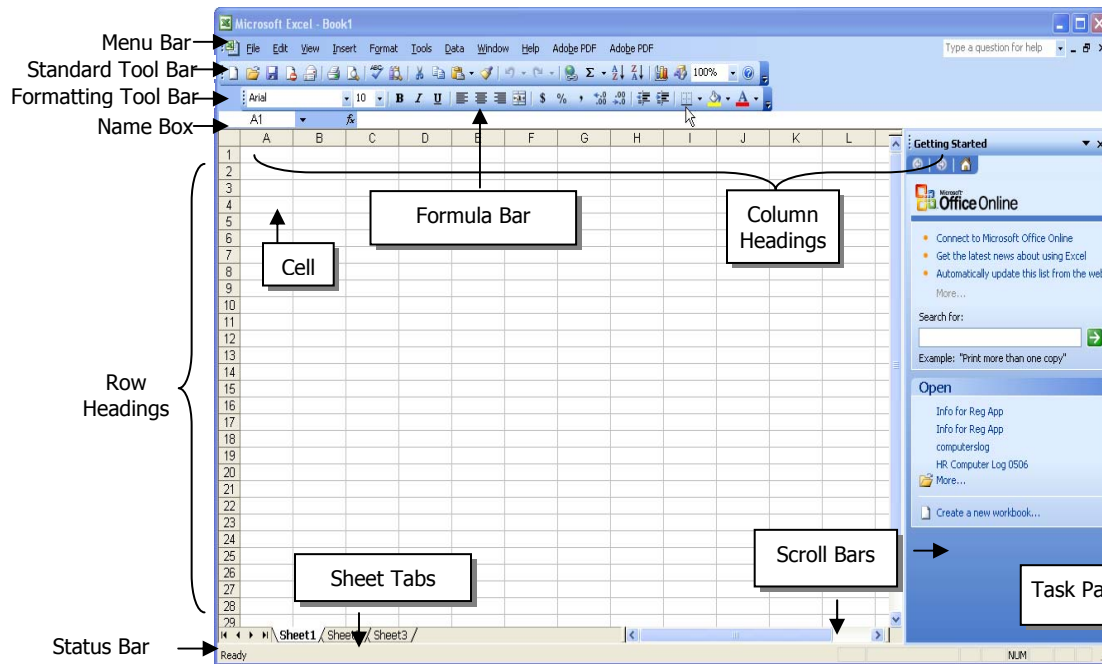 Microsoft Excel - Book1
Menu Bar
File Edit View Insert Format Tools Data Window Help Adobe PDF Adobe PDF
Type a question for help
Standard Tool Bar
100%
Formatting Tool Bar
Arial 10 B I U $ % , A
Name Box
A1 fx
A B C D E F G H I J K L
Getting Started
1
2
3
4
5
6
7
8
9
10
11
12
13
14
15
16
17
18
19
20
21
22
23
24
25
26
27
28
29
Formula Bar
Column
Headings
Cell
Row
Headings
Microsoft
Office Online
Connect to Microsoft Office Online
Get the latest news about using Excel
Automatically update this list from the web
More...
Search for:
Example: "Print more than one copy"
Open
Info for Reg App
Info for Reg App
computerslog
HR Computer Log 0506
More...
Create a new workbook...
Scroll Bars
Sheet Tabs
Task Pa
Sheet1 Shee Sheet3
Status Bar
Ready
NUM